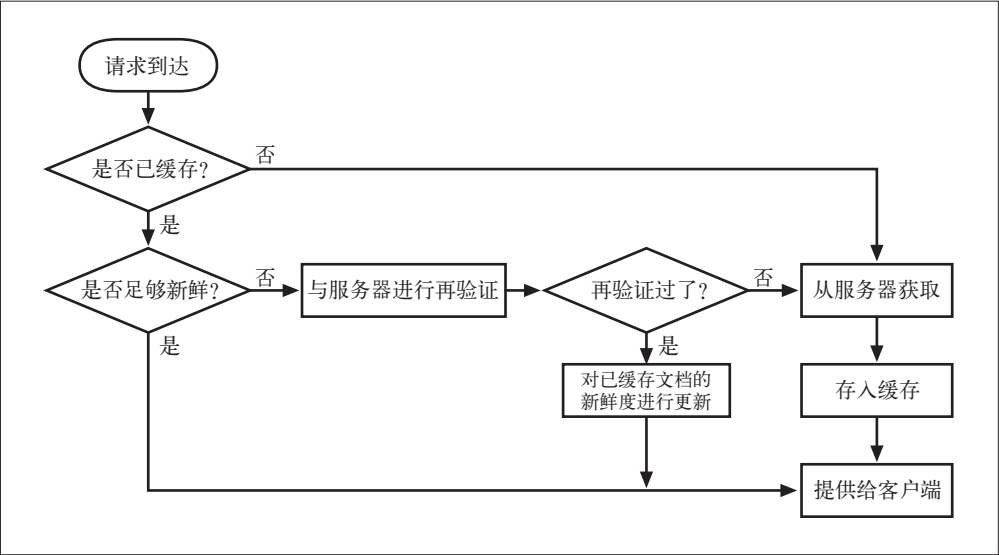 请求到达
是否已缓存?
否
是
是否足够新鲜?
否
与服务器进行再验证
再验证过了?
否
从服务器获取
是
是
对已缓存文档的
新鲜度进行更新
存入缓存
提供给客户端